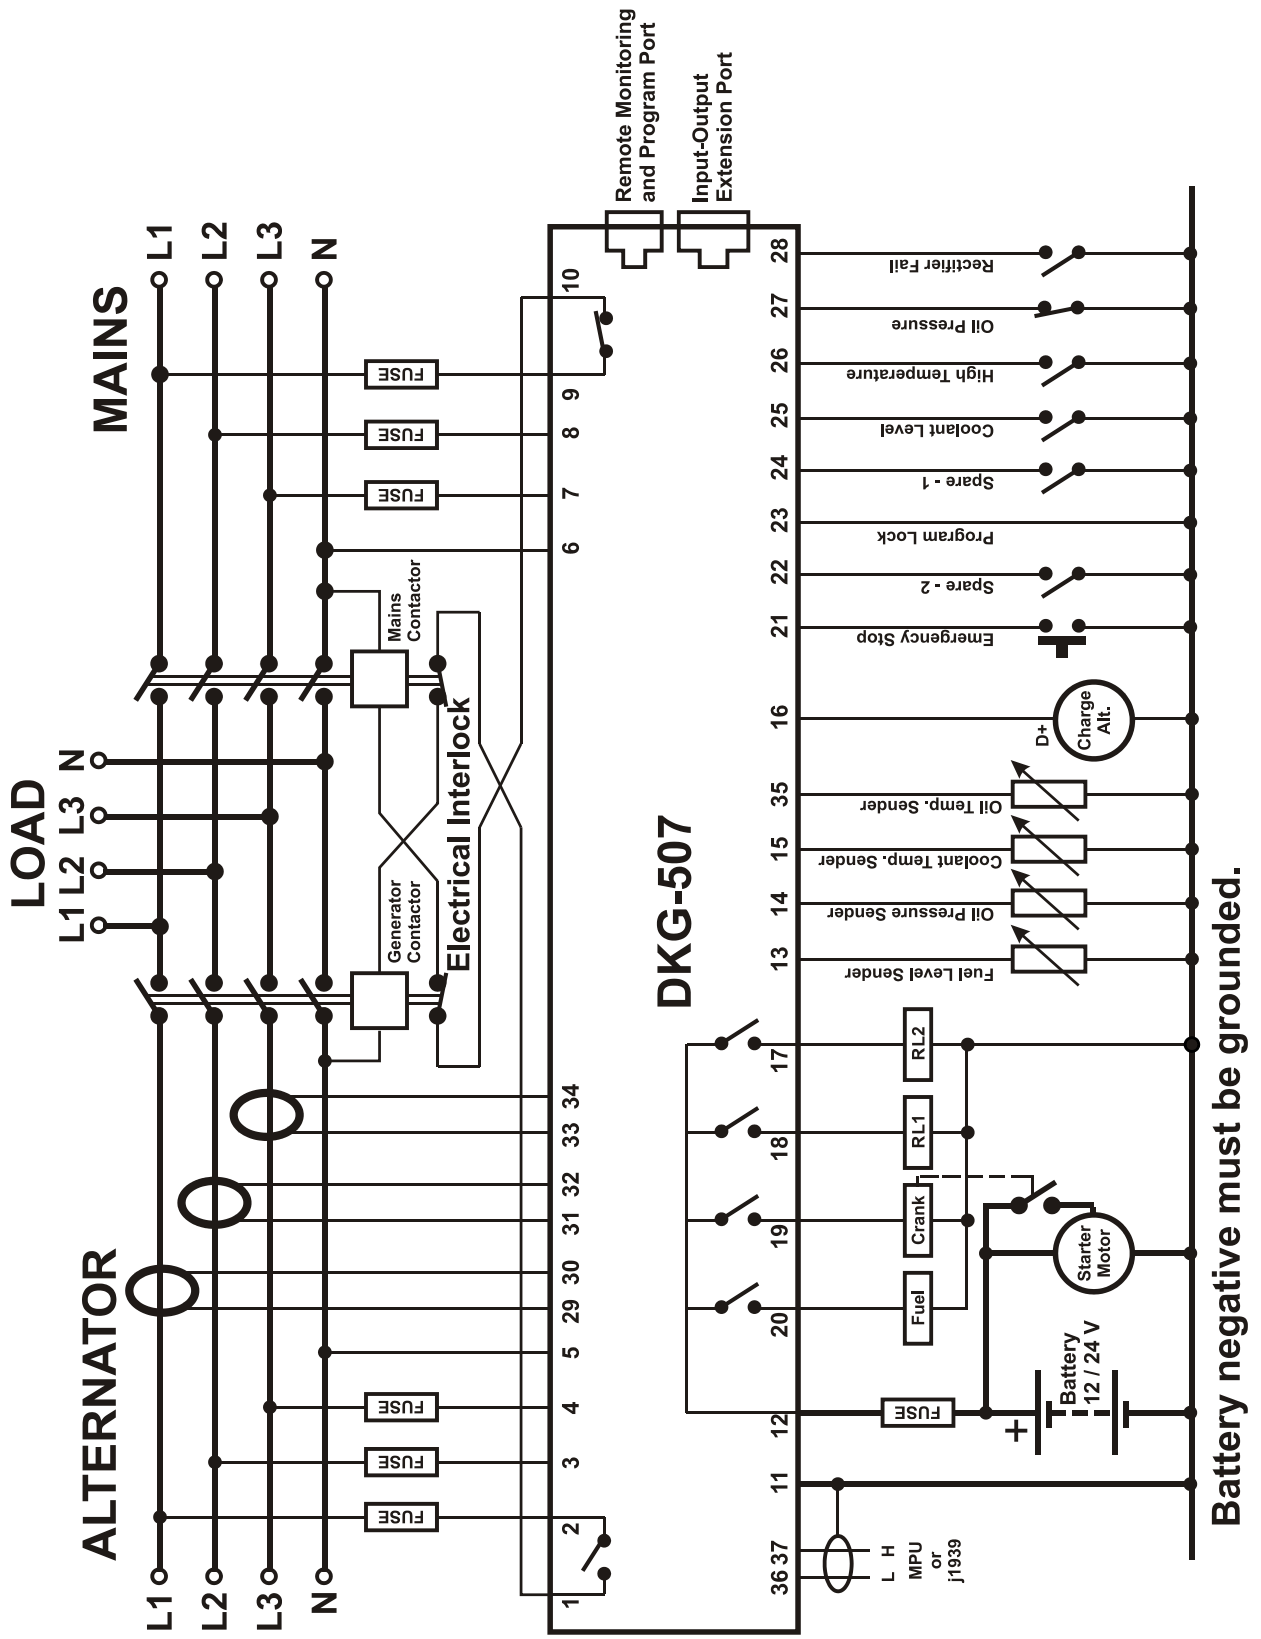 ALTERNATOR
LOAD
MAINS
L1
L2
L3
N
L1
L2
L3
N
L1
L2
L3
N
FUSE
FUSE
FUSE
FUSE
FUSE
FUSE
Generator
Contactor
Mains
Contactor
Electrical Interlock
1
2
3
4
5
29
30
31
32
33
34
6
7
8
9
10
DKG-507
Remote Monitoring
and Program Port
Input-Output
Extension Port
36
37
11
12
20
19
18
17
13
14
15
35
16
21
22
23
24
25
26
27
28
L
H
MPU
or
j1939
FUSE
+
Battery
12 / 24 V
Fuel
Crank
RL1
RL2
Starter
Motor
Fuel Level Sender
Oil Pressure Sender
Coolant Temp. Sender
Oil Temp. Sender
D+
Charge
Alt.
Emergency Stop
Spare - 2
Program Lock
Spare - 1
Coolant Level
High Temperature
Oil Pressure
Rectifier Fail
Battery negative must be grounded.